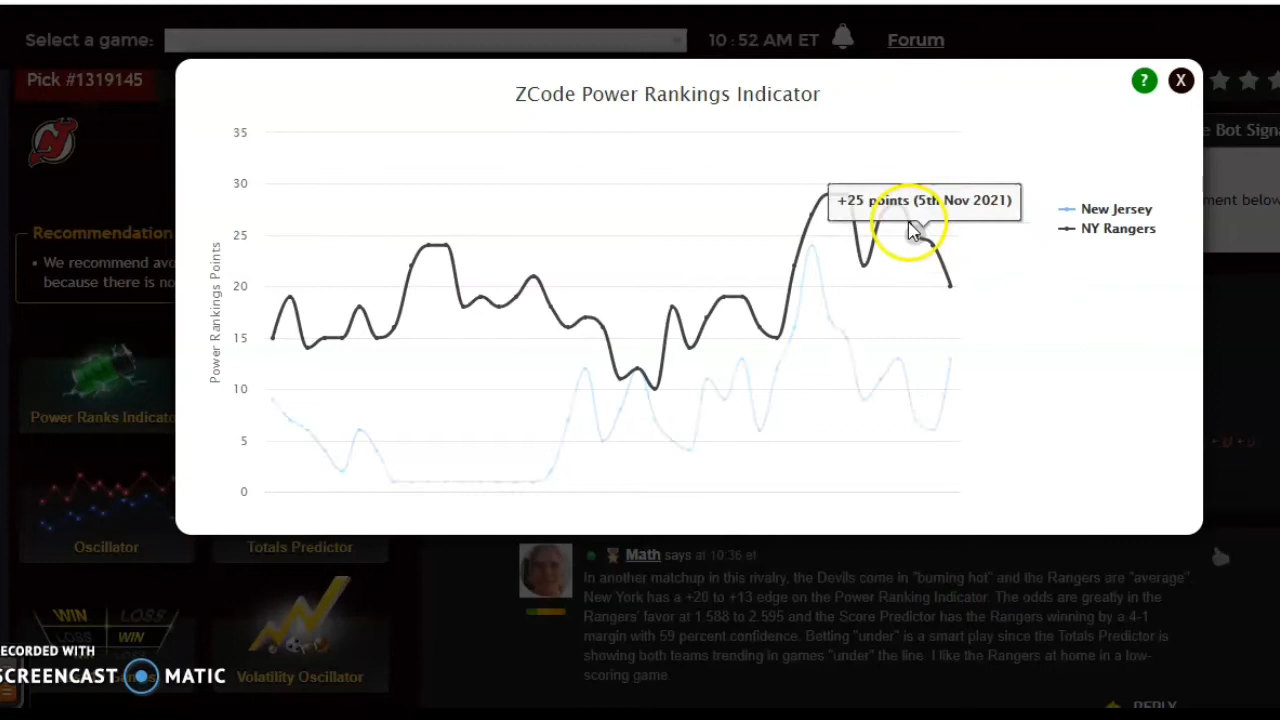 Select a game:
10:52 AM ET
Forum
Pick #1319145
? X
ZCode Power Rankings Indicator
e Bot Signa
35
30
25
20
15
10
5
0
Power Rankings Points
+25 points (5th Nov 2021)
New Jersey
NY Rangers
ment below
Recommendation
• We recommend avo
because there is no
Power Ranks Indicato
Oscillator
Totals Predictor
WIN LOSS
LOSS WIN
Volatility Oscillator
RECORDED WITH
SCREENCAST MATIC
Math says at 10:36 et
In another matchup in this rivalry, the Devils come in "burning hot" and the Rangers are "average"
New York has a +20 to +13 edge on the Power Ranking Indicator. The odds are greatly in the
Rangers' favor at 1.588 to 2.595 and the Score Predictor has the Rangers winning by a 4-1
margin with 59 percent confidence. Betting "under" is a smart play since the Totals Predictor is
showing both teams trending in games "under" the line. I like the Rangers at home in a low-
scoring game.
REPLY